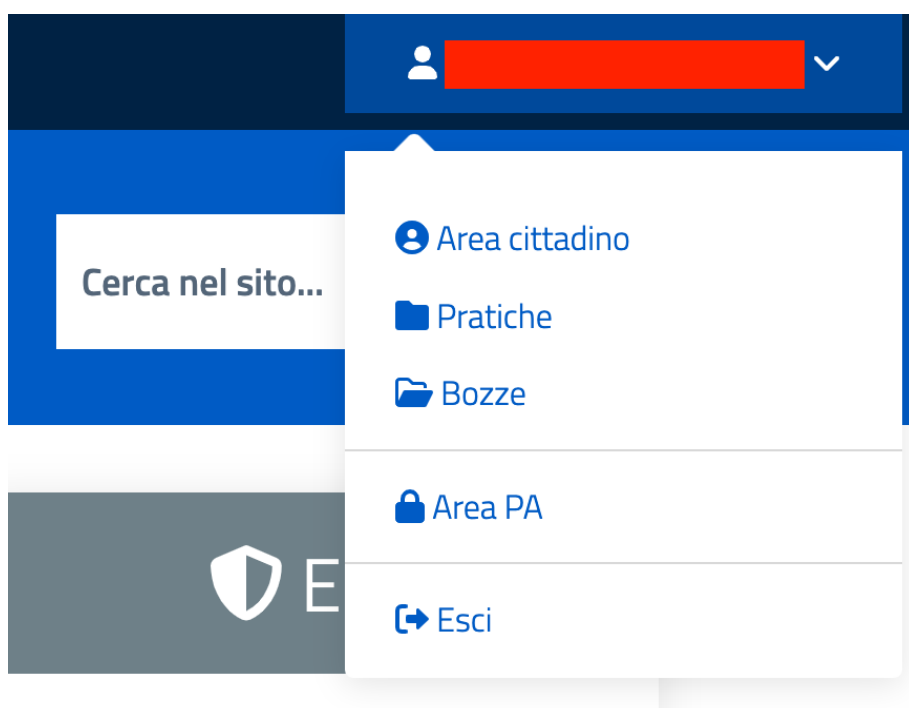 Cerca nel sito...
Area cittadino
Pratiche
Bozze
Area PA
Esci
E